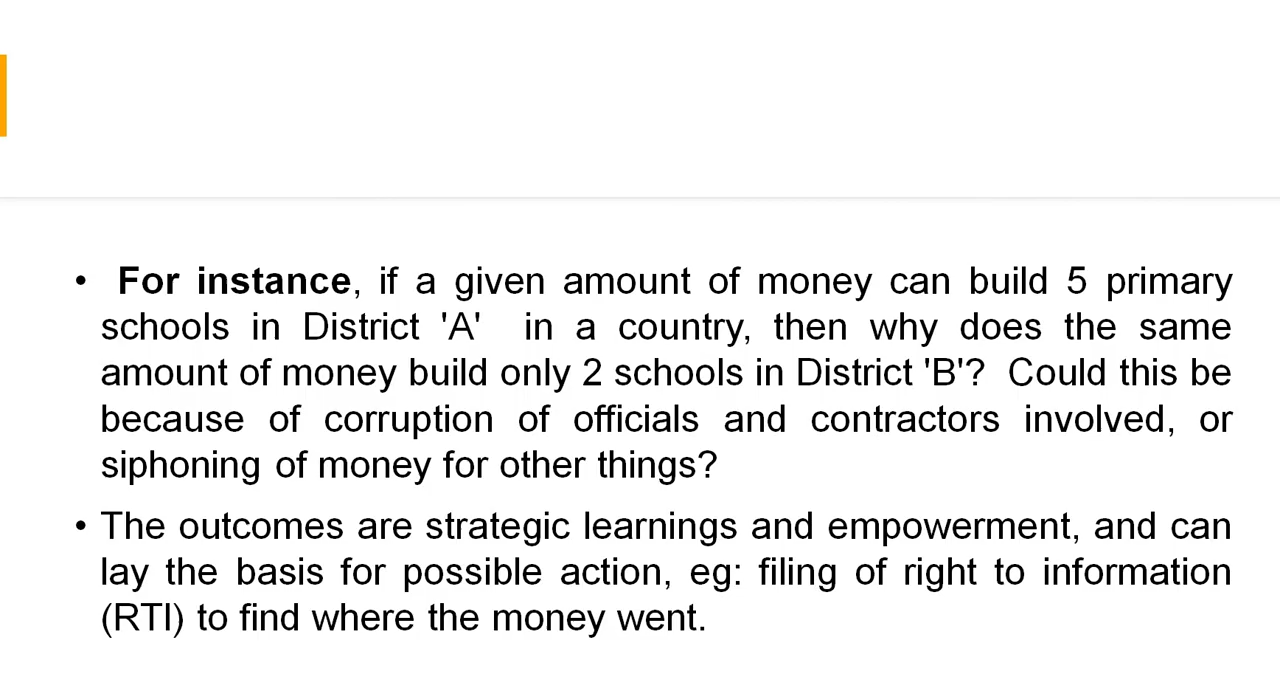 • For instance, if a given amount of money can build 5 primary
schools in District 'A' in a country, then why does the same
amount of money build only 2 schools in District 'B'? Could this be
because of corruption of officials and contractors involved, or
siphoning of money for other things?
• The outcomes are strategic learnings and empowerment, and can
lay the basis for possible action, eg: filing of right to information
(RTI) to find where the money went.